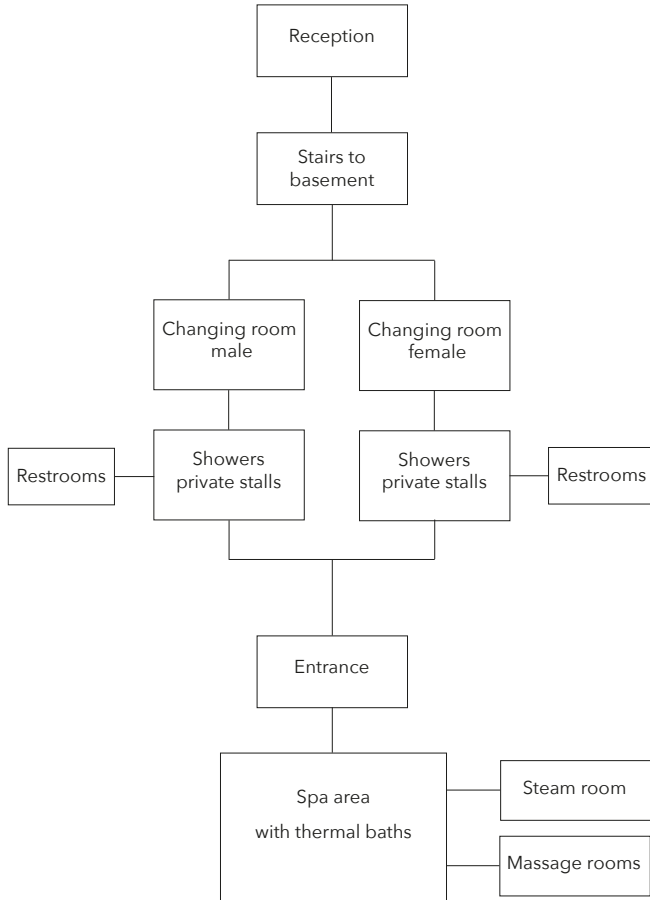 Reception
Stairs to
basement
Changing room
male
Changing room
female
Restrooms
Showers
private stalls
Showers
private stalls
Restrooms
Entrance
Spa area
with thermal baths
Steam room
Massage rooms